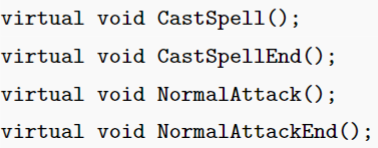 virtual void CastSpell();
virtual void CastSpellEnd();
virtual void NormalAttack();
virtual void NormalAttackEnd();